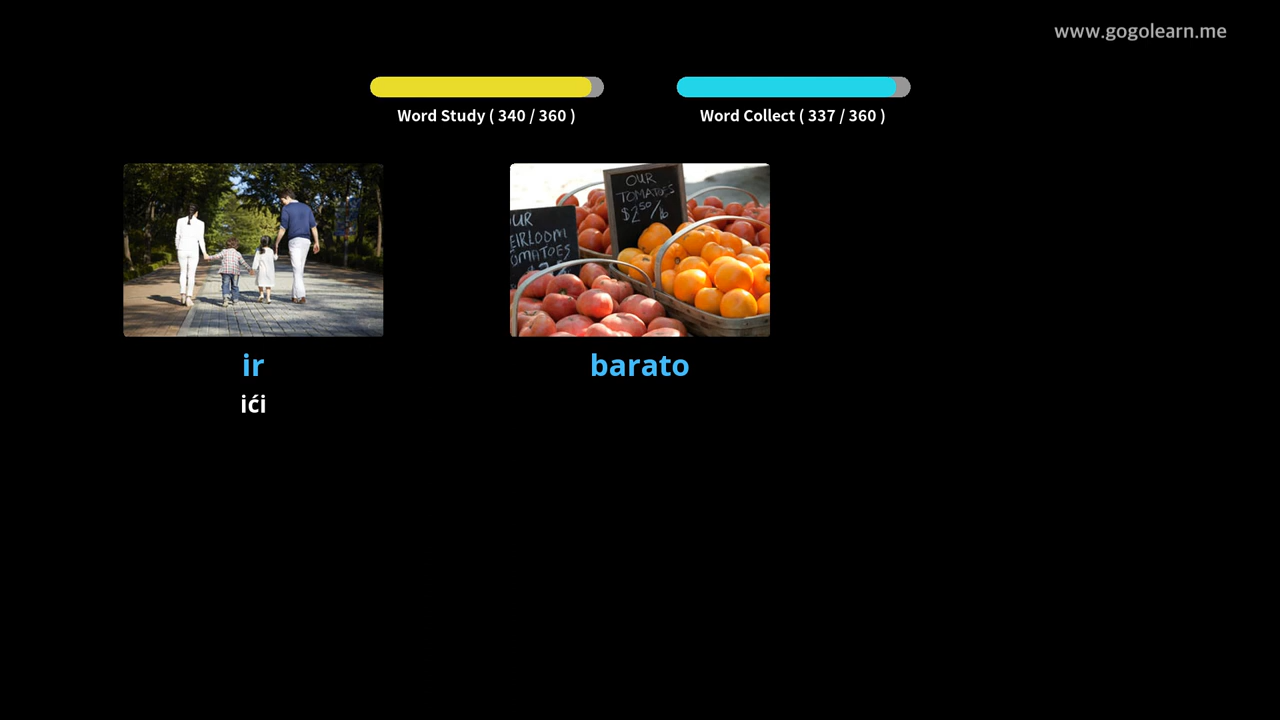 www.gogolearn.me
Word Study ( 340 / 360 )
Word Collect ( 337 / 360 )
OUR
TOMATOES
$2.50/lb
UR
EIRLOOM
OMATOES
ir
barato
ići